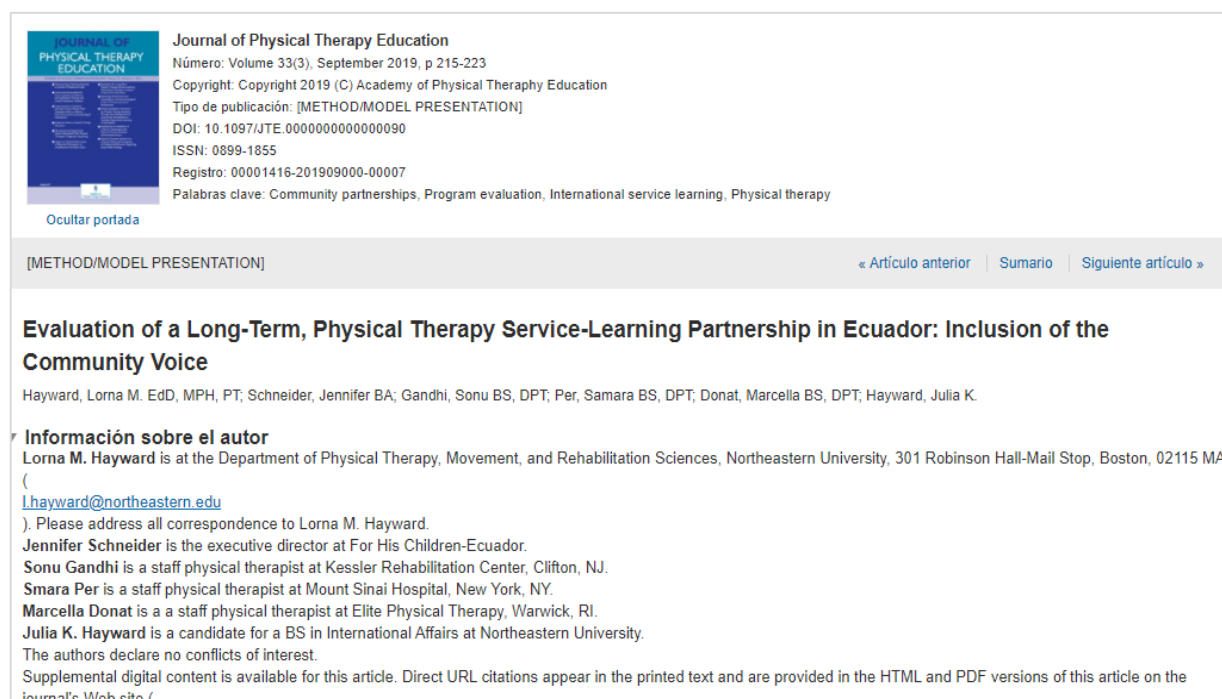 JOURNAL OF
PHYSICAL THERAPY
EDUCATION
Ocultar portada
Journal of Physical Therapy Education
Número: Volume 33(3), September 2019, p 215-223
Copyright: Copyright 2019 (C) Academy of Physical Theraphy Education
Tipo de publicación: [METHOD/MODEL PRESENTATION]
DOI: 10.1097/JTE.0000000000000090
ISSN: 0899-1855
Registro: 00001416-201909000-00007
Palabras clave: Community partnerships, Program evaluation, International service learning, Physical therapy
[METHOD/MODEL PRESENTATION]
« Artículo anterior
Sumario
Siguiente artículo »
Evaluation of a Long-Term, Physical Therapy Service-Learning Partnership in Ecuador: Inclusion of the
Community Voice
Hayward, Lorna M. EdD, MPH, PT; Schneider, Jennifer BA; Gandhi, Sonu BS, DPT; Per, Samara BS, DPT; Donat, Marcella BS, DPT; Hayward, Julia K.
Información sobre el autor
Lorna M. Hayward is at the Department of Physical Therapy, Movement, and Rehabilitation Sciences, Northeastern University, 301 Robinson Hall-Mail Stop, Boston, 02115 MA
(
l.hayward@northeastern.edu
). Please address all correspondence to Lorna M. Hayward.
Jennifer Schneider is the executive director at For His Children-Ecuador.
Sonu Gandhi is a staff physical therapist at Kessler Rehabilitation Center, Clifton, NJ.
Smara Per is a staff physical therapist at Mount Sinai Hospital, New York, NY.
Marcella Donat is a a staff physical therapist at Elite Physical Therapy, Warwick, RI.
Julia K. Hayward is a candidate for a BS in International Affairs at Northeastern University.
The authors declare no conflicts of interest.
Supplemental digital content is available for this article. Direct URL citations appear in the printed text and are provided in the HTML and PDF versions of this article on the
journal's Web site (